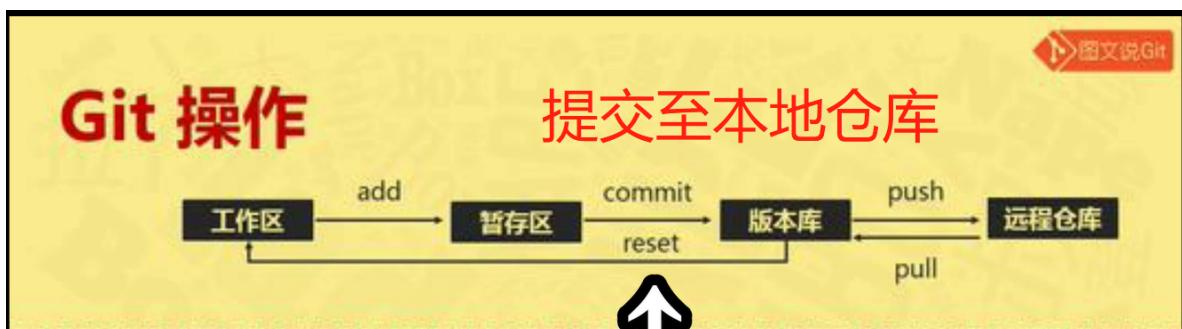 图文说Git
Git 操作
提交至本地仓库
add
commit
push
工作区
暂存区
版本库
远程仓库
reset
pull